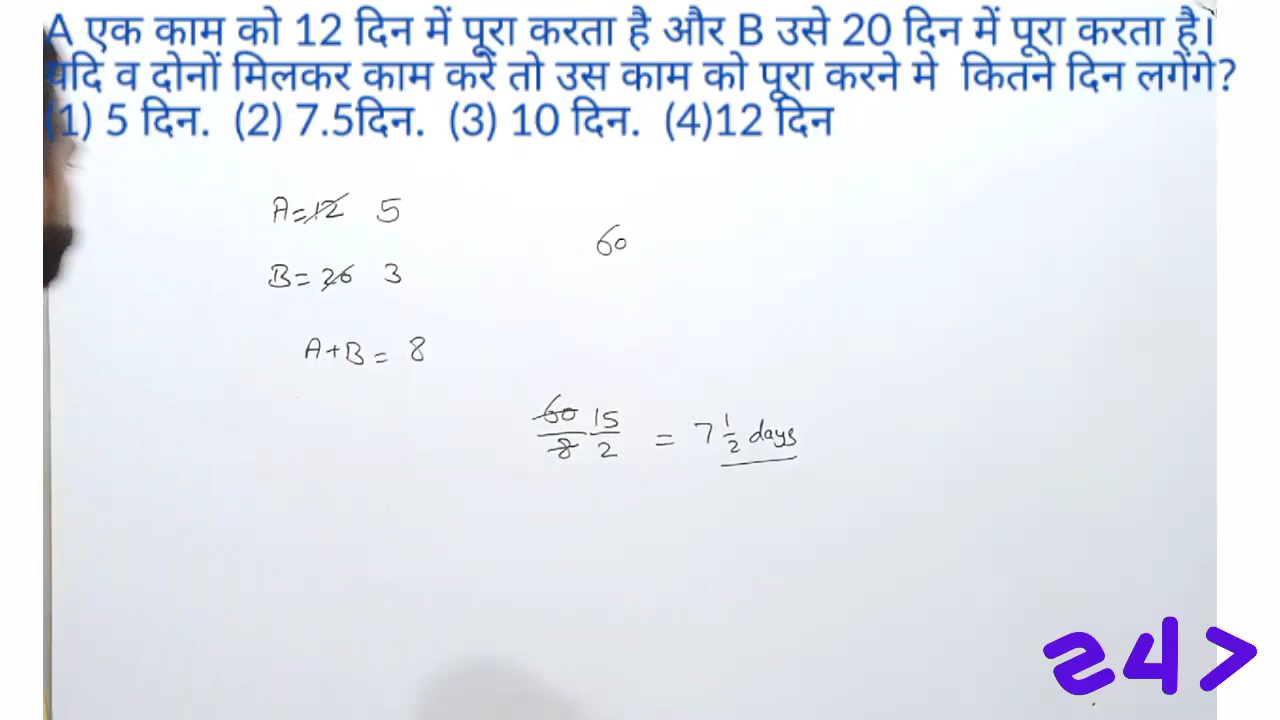 A एक काम को 12 दिन में पूरा करता है और B उसे 20 दिन में पूरा करता है।
यदि व दोनों मिलकर काम करें तो उस काम को पूरा करने मे कितने दिन लगेंगे?
(1) 5 दिन. (2) 7.5दिन. (3) 10 दिन. (4)12 दिन
A=12 5
60
B=20 3
A+B= 8
60/8 15/2 = 7 1/2 days
247